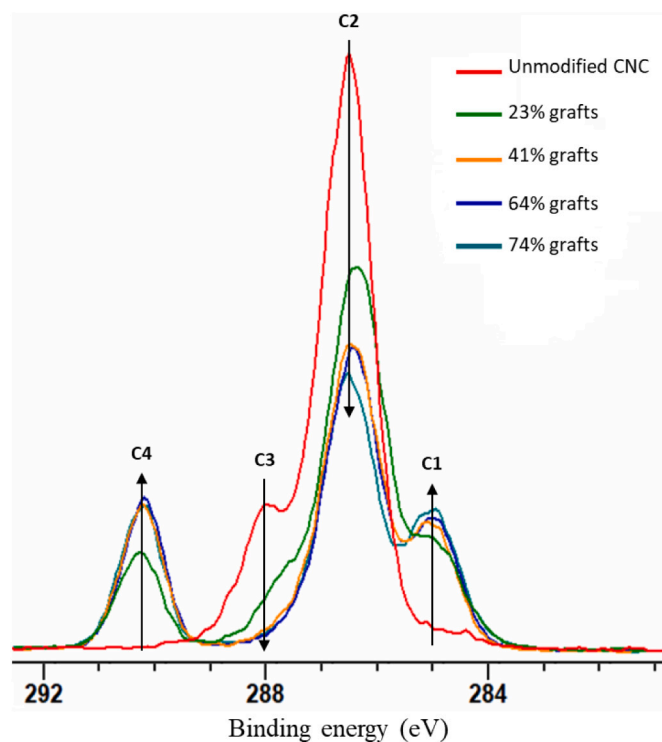 C2
Unmodified CNC
23% grafts
41% grafts
64% grafts
74% grafts
C4
C3
C1
292
288
284
Binding energy (eV)